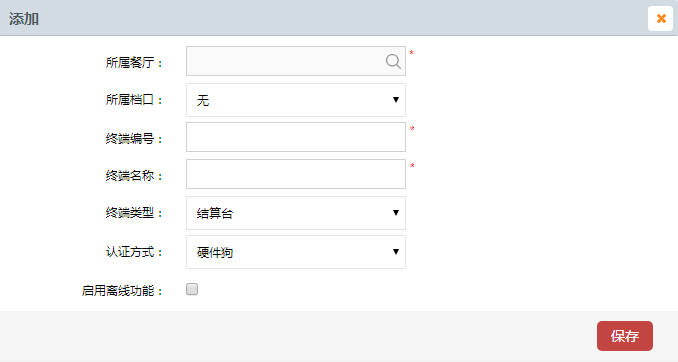 添加
所属餐厅： *
所属档口： 无
终端编号： *
终端名称： *
终端类型： 结算台
认证方式： 硬件狗
启用离线功能：
保存